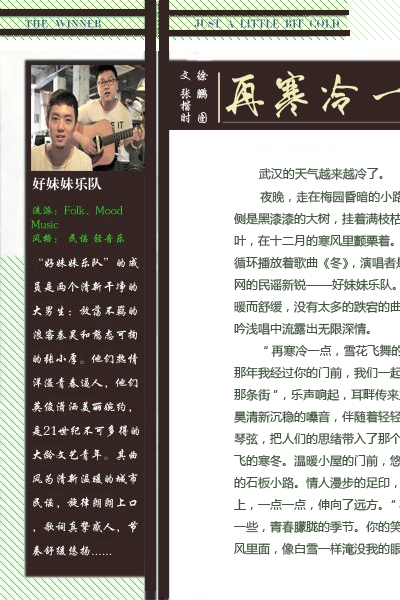 THE WINNER
JUST A LITTLE BIT COLD
文 张楷时
徐鹏 图
再寒冷一
好妹妹乐队
流派：Folk、Mood
Music
风格： 民谣 轻音乐
“好妹妹乐队”的成
员是两个清新干净的
大男生：放荡不羁的
浪客秦昊和憨态可掬
的张小厚。他们热情
洋溢青春逼人，他们
英俊潇洒美丽婉约，
是21世纪不可多得的
大龄文艺青年。其曲
风为清新温暖的城市
民谣，旋律朗朗上口
，歌词真挚感人，节
奏舒缓悠扬......
武汉的天气越来越冷了。
夜晚，走在梅园昏暗的小路
侧是黑漆漆的大树，挂着满枝枯
叶，在十二月的寒风里颤栗着。
循环播放着歌曲《冬》，演唱者是
网的民谣新锐——好妹妹乐队。
暖而舒缓，没有太多的跌宕的曲
吟浅唱中流露出无限深情。
“再寒冷一点，雪花飞舞的
那年我经过你的门前，我们一起
那条街”，乐声响起，耳畔传来
昊清新沉稳的嗓音，伴随着轻轻
琴弦，把人们的思绪带入了那个
飞的寒冬。温暖小屋的门前，悠
的石板小路。情人漫步的足印，
上，一点一点，伸向了远方。“
一些，青春朦胧的季节。你的笑
风里面，像白雪一样淹没我的眼